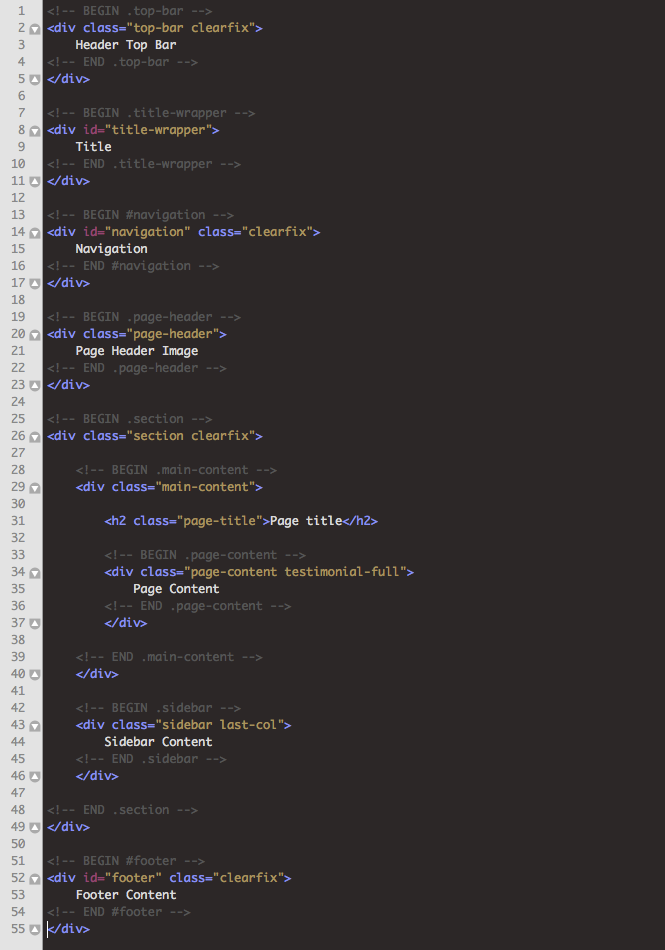 1 <!-- BEGIN .top-bar clearfix -->
2 <div class="top-bar clearfix">
3 Header Top Bar
4 <!-- END .top-bar -->
5 </div>
6
7 <!-- BEGIN .title-wrapper -->
8 <div id="title-wrapper">
9 Title
10 <!-- END .title-wrapper -->
11 </div>
12
13 <!-- BEGIN #navigation -->
14 <div id="navigation" class="clearfix">
15 Navigation
16 <!-- END #navigation -->
17 </div>
18
19 <!-- BEGIN .page-header -->
20 <div class="page-header">
21 Page Header Image
22 <!-- END .page-header -->
23 </div>
24
25 <!-- BEGIN .section -->
26 <div class="section clearfix">
27
28 <!-- BEGIN .main-content -->
29 <div class="main-content">
30
31 <h2 class="page-title">Page title</h2>
32
33 <!-- BEGIN .page-content -->
34 <div class="page-content testimonial-full">
35 Page Content
36 <!-- END .page-content -->
37 </div>
38
39 <!-- END .main-content -->
40 </div>
41
42 <!-- BEGIN .sidebar -->
43 <div class="sidebar last-col">
44 Sidebar Content
45 <!-- END .sidebar -->
46 </div>
47
48 <!-- END .section -->
49 </div>
50
51 <!-- BEGIN #footer -->
52 <div id="footer" class="clearfix">
53 Footer Content
54 <!-- END #footer -->
55 </div>